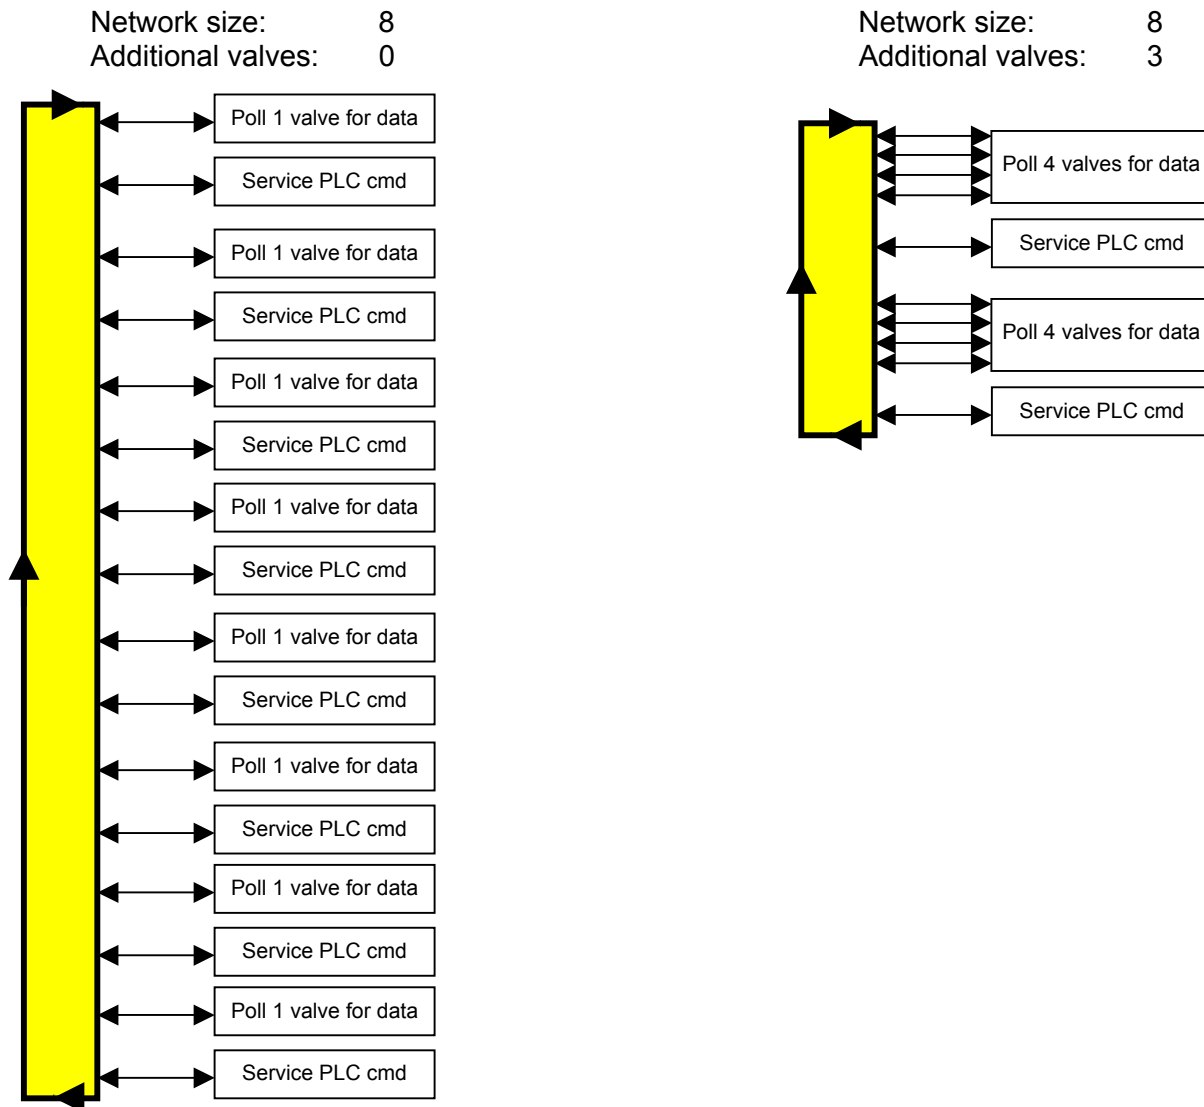 Network size: 8
Additional valves: 0
Poll 1 valve for data
Service PLC cmd
Poll 1 valve for data
Service PLC cmd
Poll 1 valve for data
Service PLC cmd
Poll 1 valve for data
Service PLC cmd
Poll 1 valve for data
Service PLC cmd
Poll 1 valve for data
Service PLC cmd
Poll 1 valve for data
Service PLC cmd
Poll 1 valve for data
Service PLC cmd
Network size: 8
Additional valves: 3
Poll 4 valves for data
Service PLC cmd
Poll 4 valves for data
Service PLC cmd